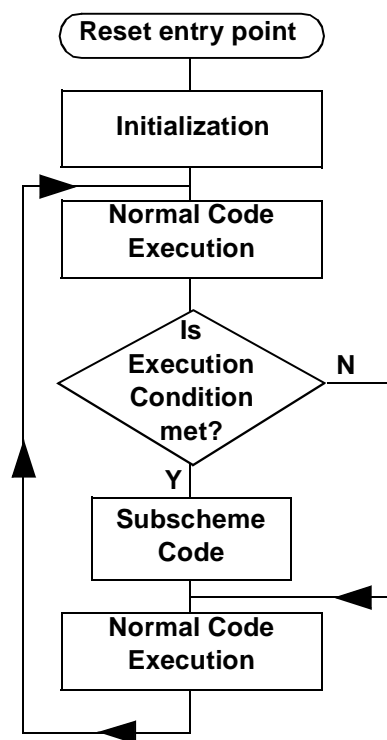 Reset entry point
Initialization
Normal Code
Execution
Is
Execution
Condition
met?
N
Y
Subscheme
Code
Normal Code
Execution